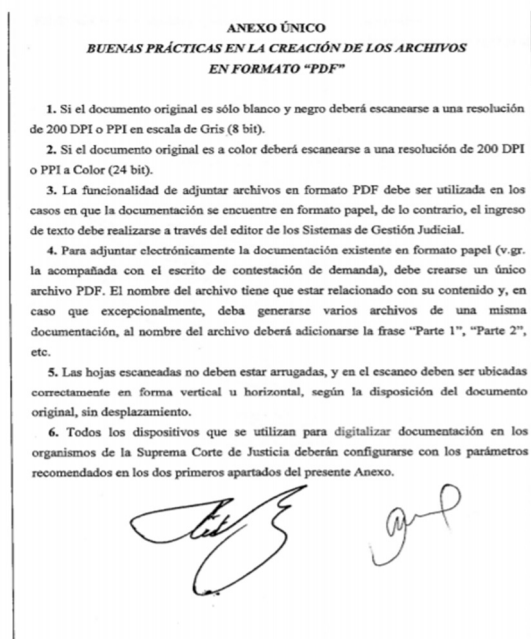 ANEXO ÚNICO
BUENAS PRÁCTICAS EN LA CREACIÓN DE LOS ARCHIVOS
EN FORMATO “PDF”
1. Si el documento original es sólo blanco y negro deberá escanearse a una resolución
de 200 DPI o PPI en escala de Gris (8 bit).
2. Si el documento original es a color deberá escanearse a una resolución de 200 DPI
o PPI a Color (24 bit).
3. La funcionalidad de adjuntar archivos en formato PDF debe ser utilizada en los
casos en que la documentación se encuentre en formato papel, de lo contrario, el ingreso
de texto debe realizarse a través del editor de los Sistemas de Gestión Judicial.
4. Para adjuntar electrónicamente la documentación existente en formato papel (v.gr.
la acompañada con el escrito de contestación de demanda), debe crearse un único
archivo PDF. El nombre del archivo tiene que estar relacionado con su contenido y, en
caso que excepcionalmente, deba generarse varios archivos de una misma
documentación, al nombre del archivo deberá adicionarse la frase “Parte 1”, “Parte 2”,
etc.
5. Las hojas escaneadas no deben estar arrugadas, y en el escaneo deben ser ubicadas
correctamente en forma vertical u horizontal, según la disposición del documento
original, sin desplazamiento.
6. Todos los dispositivos que se utilizan para digitalizar documentación en los
organismos de la Suprema Corte de Justicia deberán configurarse con los parámetros
recomendados en los dos primeros apartados del presente Anexo.